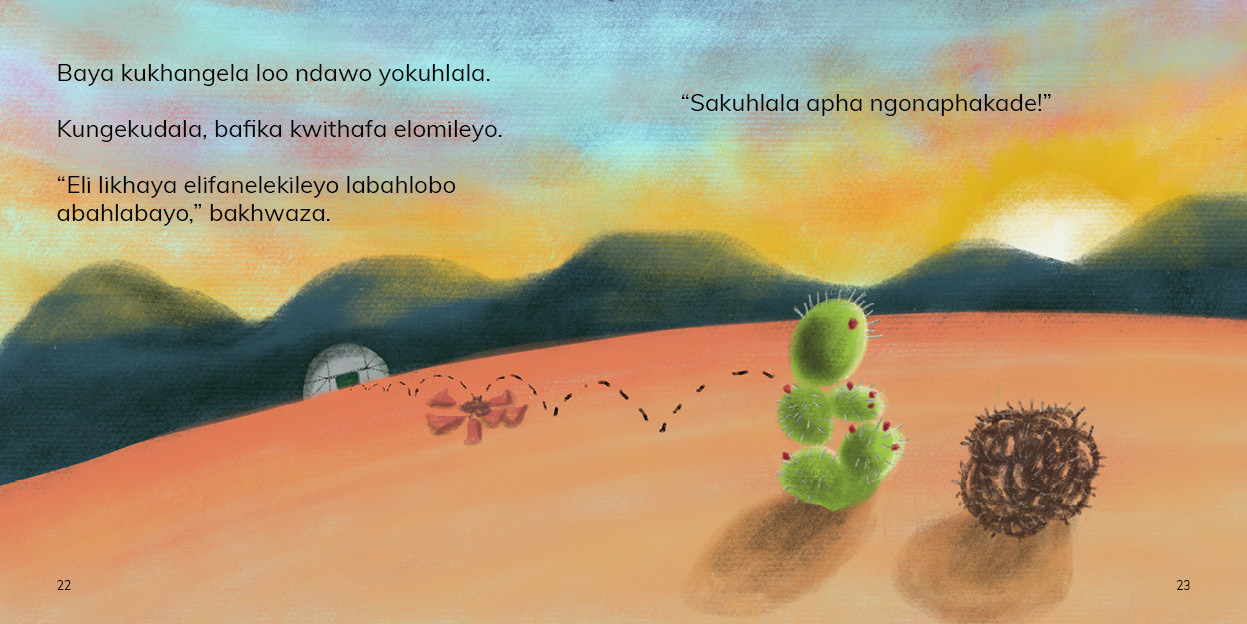 Baya kukhangela loo ndawo yokuhlala.
Kungekudala, bafika kwithafa elomileyo.
“Eli likhaya elifanelekileyo labahlobo
abahlabayo,” bakhwaza.
22
“Sakuhlala apha ngonaphakade!”
23